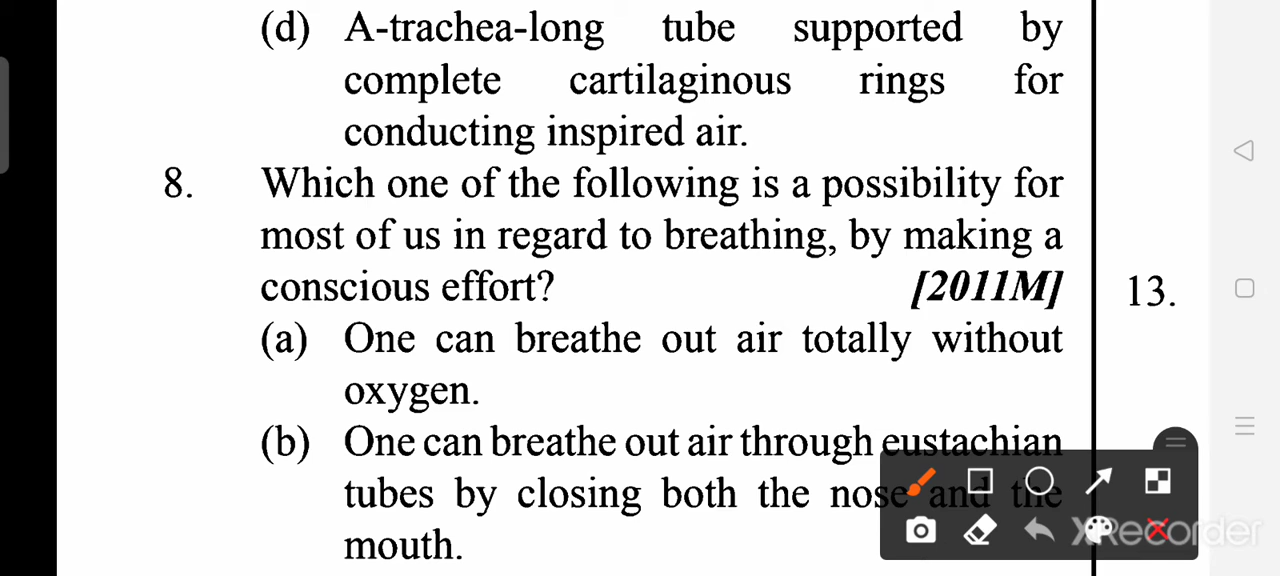 (d) A-trachea-long tube supported by
complete cartilaginous rings for
conducting inspired air.
8. Which one of the following is a possibility for
most of us in regard to breathing, by making a
conscious effort? [2011M]
(a) One can breathe out air totally without
oxygen.
(b) One can breathe out air through eustachian
tubes by closing both the nose and the
mouth.
13.
XRecorder